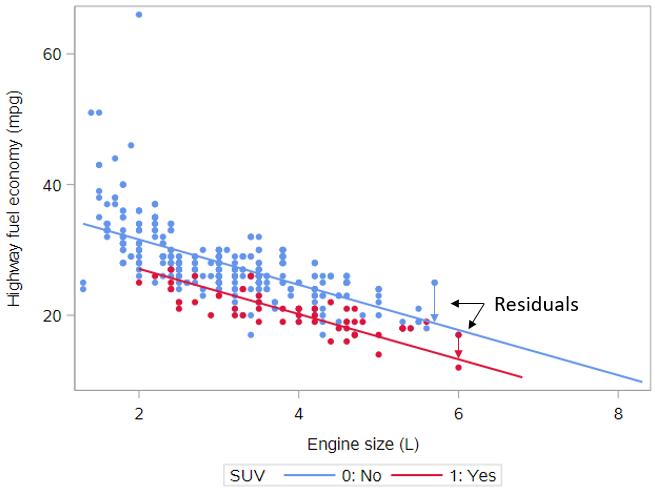 Highway fuel economy (mpg)
60
40
20
Residuals
2
4
6
8
Engine size (L)
SUV
0: No
1: Yes